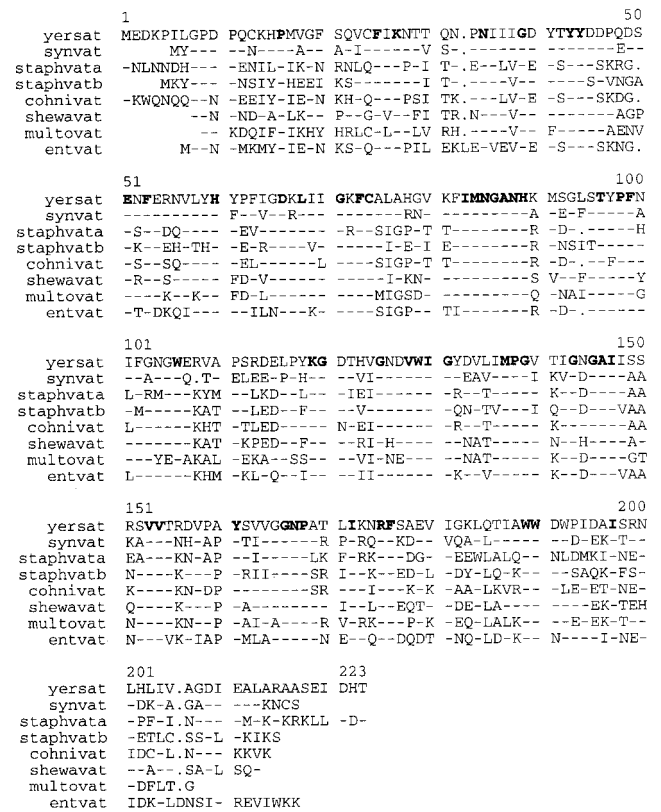 1 50
yersat MEDKPILGPD PQCKHPMVGF SQVCFIKNTT QN.PNIIIGD YTYYDDPQDS
synvat MY---- --N----A-- A-I-----V S-.------- -------E--
staphvata -NLNNDH--- -ENIL-IK-N RNLQ---P-I T-.E--LV-E -S---SKRG.
staphvatb MKY---- --NSIY-HEEI KS-------I T-.------- ---S-VNGA
cohnivat -KWQNQQ--N -EEIY-IE-N KH-Q---PSI TK.--LV-E -S---SKDG.
shewavat --N -ND-A-LK-- P--G-V--FI TR.N---V-- -------AGP
multovat -- KDQIF-IKHY HRLC-L--LV RH.----V-- F-----AENV
entvat M---N -MKMY-IE-N KS-Q---PIL EKLE-VEV-E -S---SKNG.
51 100
yersat ENFERNVLYH YPFIGDKLII GKFCALAHGV KFIMNGANHK MSGLSTYPFN
synvat ---------- F--V--R--- -------RN- ---------A -E-F-----A
staphvata -S--DQ---- --EV------ ---R-SIGP-T T--------R -D-.-----H
staphvatb -K--EH-TH- -E-R----V- -----I-E-I E--------R -NSIT----
cohnivat -S--SQ---- --EL-----L ----SIGP-T T--------R -D-.---F--
shewavat -R--S----- FD-V------ -----I-KN- ---------S V--F-----Y
multovat ----K--K-- FD-L------ ----MIGSD- ---------Q -NAI-----G
entvat -T-DKQI--- ---ILN--K- ----SIGP-- TI-------R -D-.------
101 150
yersat IFGNGWERVA PSRDELPYKG DTHVGNDVWI GYDVLIMPGV TIGNGAIISS
synvat --A---Q.T- ELEE-P-H-- --VI------ ---EAV---I KV-D----AA
staphvata L-RM---KYM --LKD--L-- -IEI------ ---R--T--- K--D----A-
staphvatb -M-----KAT --LED--F-- --V------- --QN-TV--I Q--D---VAA
cohnivat L------KHT -TLED----- N-EI------ ---R--T--- K-------AA
shewavat -------KAT -KPED--F-- --RI-H---- ---NAT---- N--H----A-
multovat ---YE-AKAL -EKA--SS-- --VI-NE--- ---NAT---- K--D----GT
entvat L------KHM -KL-Q--I-- --II------ ---K--V--- K--D---VAA
151 200
yersat RSVVTRDVPA YSVVGGNPAT LIKNRFSAEV IGKLQTIAWW DWPIDAISRN
synvat KA---NH-AP -TI------R P-RQ--KD-- VQA-L----- ----D-EK-T--
staphvata EA---KN--P --I-----LK F-RK---DG- -EEWLALQ-- NLDMKI-NE-
staphvatb N----K---P -RII----SR I--K--ED-L -DY-LQ-K-- ---SAQK-FS-
cohnivat K----KN-DP --------SR I---I--K-- AA--LKVR-- -LE-ET-NE-
shewavat Q----K---P -A-------- I--L--EQT- -DE-LA---- ---EK-TEH
multovat N----KN--P -AI-A----R V-RK---P-K -EQ-LALK-- --E-EK-T--
entvat N---VK-IAP -MLA-----N E--Q--DQDT -NQ-LD-K-- N----I-NE-
201 223
yersat LHLIV.AGDI EALARAASEI DHT
synvat -DK-A.GA-- ----KNCS
staphvata -PF-I.N--- -M-K-KRKLL -D-
staphvatb -ETLC.SS-L -KIKS
cohnivat IDC-L.N--- KKVK
shewavat --A--.SA-L SQ-
multovat -DFLT.G
entvat IDK-LDNSI- REVIWKK